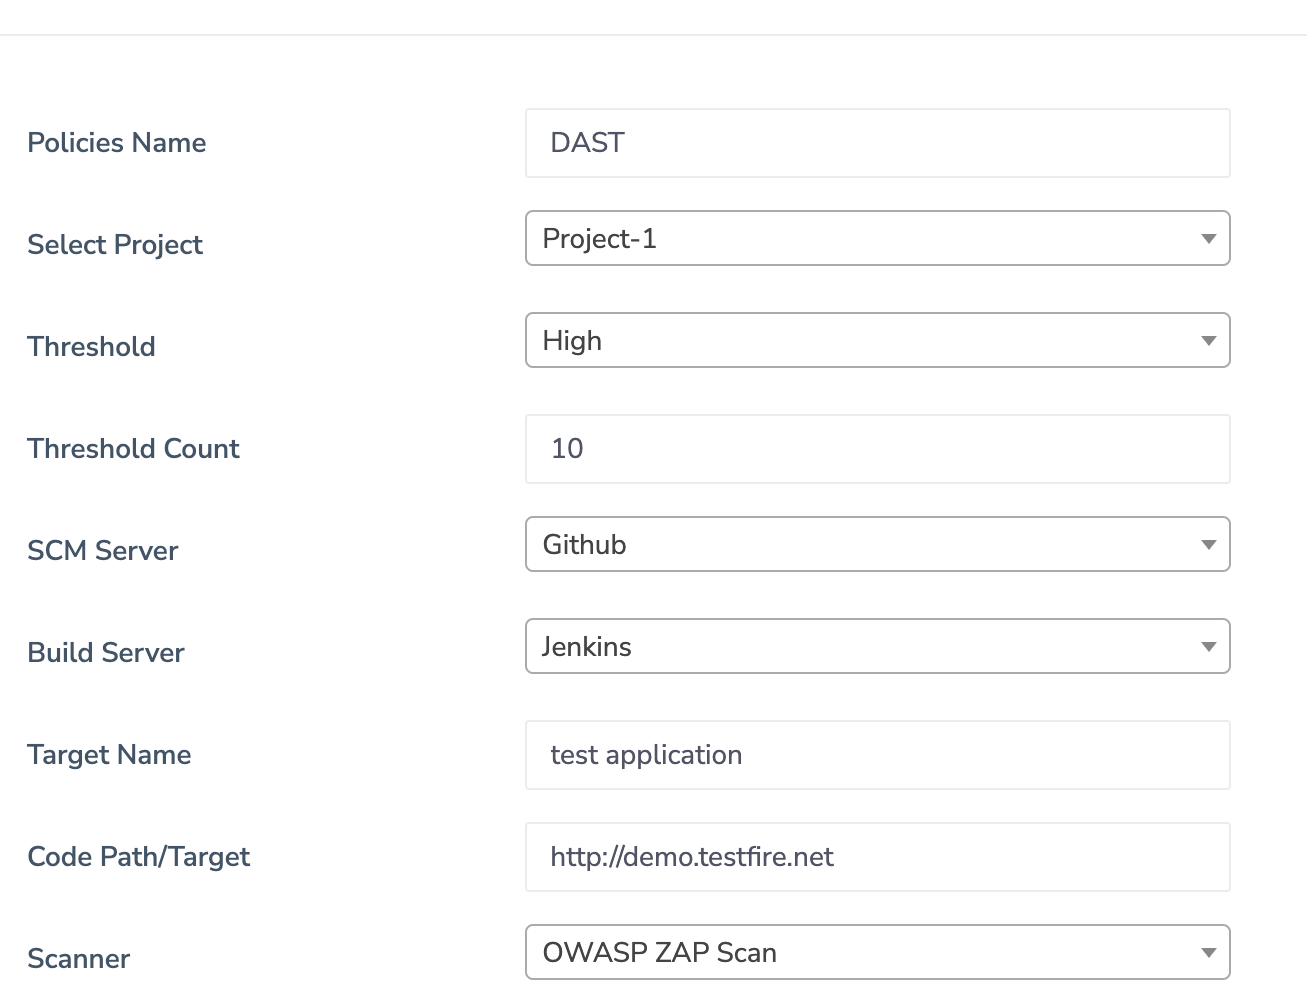 Policies Name DAST
Select Project Project-1
Threshold High
Threshold Count 10
SCM Server Github
Build Server Jenkins
Target Name test application
Code Path/Target http://demo.testfire.net
Scanner OWASP ZAP Scan